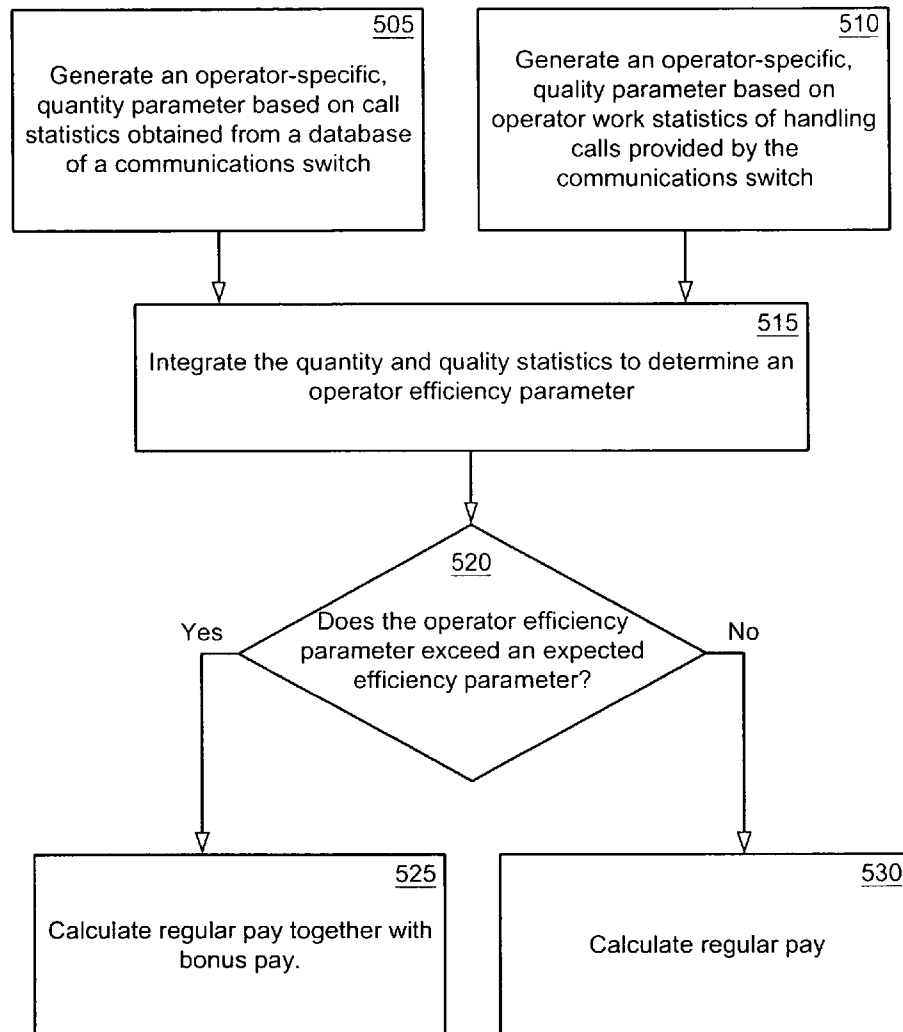 505
Generate an operator-specific,
quantity parameter based on call
statistics obtained from a database
of a communications switch
510
Generate an operator-specific,
quality parameter based on
operator work statistics of handling
calls provided by the
communications switch
515
Integrate the quantity and quality statistics to determine an
operator efficiency parameter
520
Does the operator efficiency
parameter exceed an expected
efficiency parameter?
Yes
No
525
Calculate regular pay together with
bonus pay.
530
Calculate regular pay